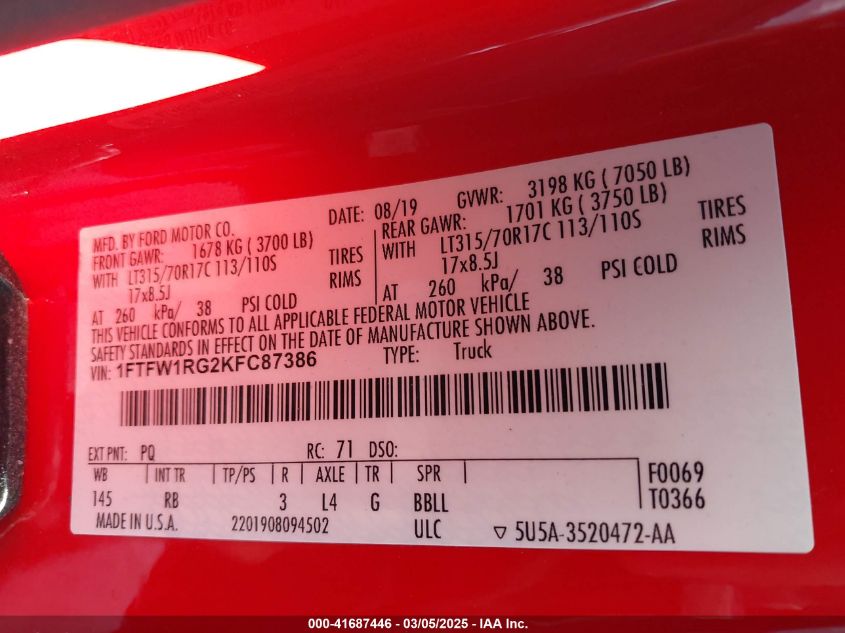 MFD. BY FORD MOTOR CO.
DATE: 08/19 GVWR: 3198 KG ( 7050 LB)
FRONT GAWR: 1678 KG ( 3700 LB)
WITH LT315/70R17C 113/110S TIRES
17x8.5J RIMS
AT 260 kPa/ 38 PSI COLD
REAR GAWR: 1701 KG ( 3750 LB)
WITH LT315/70R17C 113/110S TIRES
17x8.5J RIMS
AT 260 kPa/ 38 PSI COLD
THIS VEHICLE CONFORMS TO ALL APPLICABLE FEDERAL MOTOR VEHICLE
SAFETY STANDARDS IN EFFECT ON THE DATE OF MANUFACTURE SHOWN ABOVE.
VIN: 1FTFW1RG2KFC87386 TYPE: Truck
EXT PNT: PQ RC: 71 DSO:
WB INT TR TP/PS R AXLE TR SPR F0069
145 RB 3 L4 G BBLL T0366
MADE IN U.S.A. 2201908094502 ULC ▽ 5U5A-3520472-AA
000-41687446 - 03/05/2025 - IAA Inc.